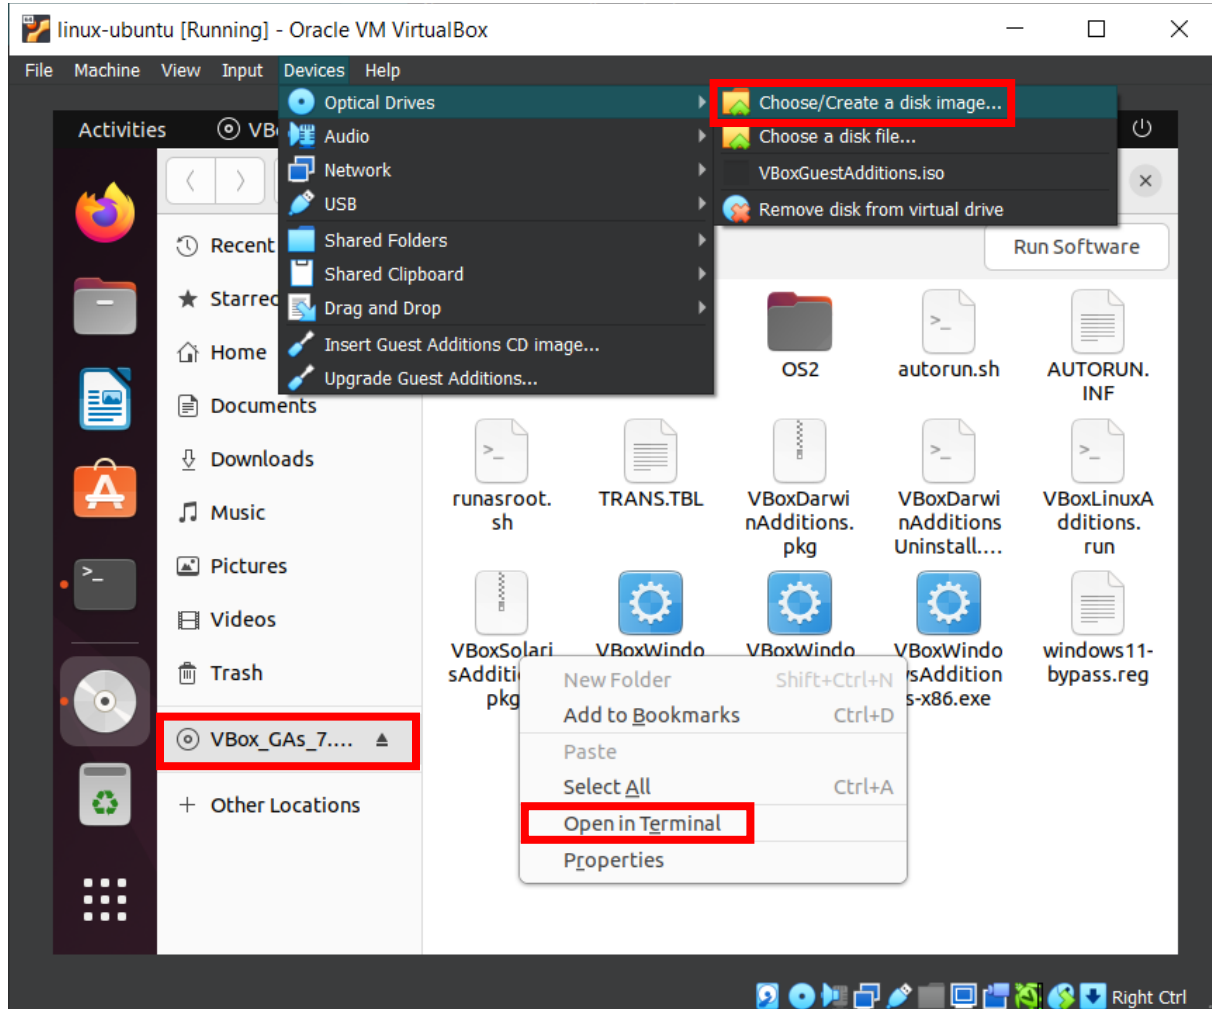 linux-ubuntu [Running] - Oracle VM VirtualBox
File Machine View Input Devices Help
Optical Drives
Audio
Network
USB
Shared Folders
Shared Clipboard
Drag and Drop
Insert Guest Additions CD image...
Upgrade Guest Additions...
Choose/Create a disk image...
Choose a disk file...
VBoxGuestAdditions.iso
Remove disk from virtual drive
Activities
Run Software
Recent
Starred
Home
Documents
Downloads
Music
Pictures
Videos
Trash
VBox_GAs_7....
Other Locations
OS2
autorun.sh
AUTORUN.
INF
runasroot.
sh
TRANS.TBL
VBoxDarwi
nAdditions.
pkg
VBoxDarwi
nAdditions
Uninstall....
VBoxLinuxA
dditions.
run
VBoxSolari
sAdditi
pkg
VBoxWindo
VBoxWindo
VBoxWindo
wsAddition
s-x86.exe
windows11-
bypass.reg
New Folder Shift+Ctrl+N
Add to Bookmarks Ctrl+D
Paste
Select All Ctrl+A
Open in Terminal
Properties
Right Ctrl